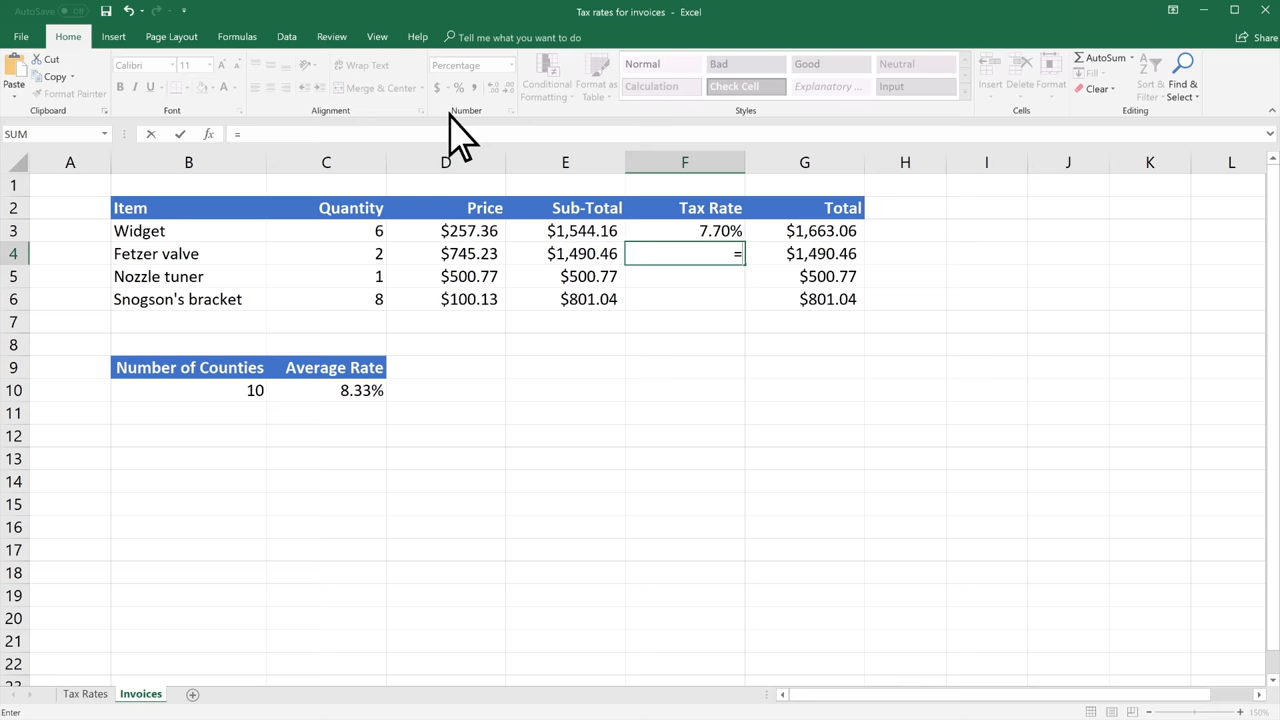 AutoSave Off Tax rates for invoices - Excel
File Home Insert Page Layout Formulas Data Review View Help Tell me what you want to do Share
Cut
Copy
Format Painter
Paste
Clipboard
Calibri 11
B I U
Font
Wrap Text
Merge & Center
Alignment
Percentage
$ % ,
Number
Conditional Formatting
Format as Table
Normal Bad Good Neutral
Calculation Check Cell Explanatory ... Input
Styles
Insert Delete Format
Cells
AutoSum
Fill
Clear
Sort & Filter
Find & Select
Editing
SUM fx =
A B C D E F G H I J K L
1
2 Item Quantity Price Sub-Total Tax Rate Total
3 Widget 6 $257.36 $1,544.16 7.70% $1,663.06
4 Fetzer valve 2 $745.23 $1,490.46 = $1,490.46
5 Nozzle tuner 1 $500.77 $500.77 $500.77
6 Snogson's bracket 8 $100.13 $801.04 $801.04
7
8
9 Number of Counties Average Rate
10 10 8.33%
11
12
13
14
15
16
17
18
19
20
21
22
23
Tax Rates Invoices
Enter 150%